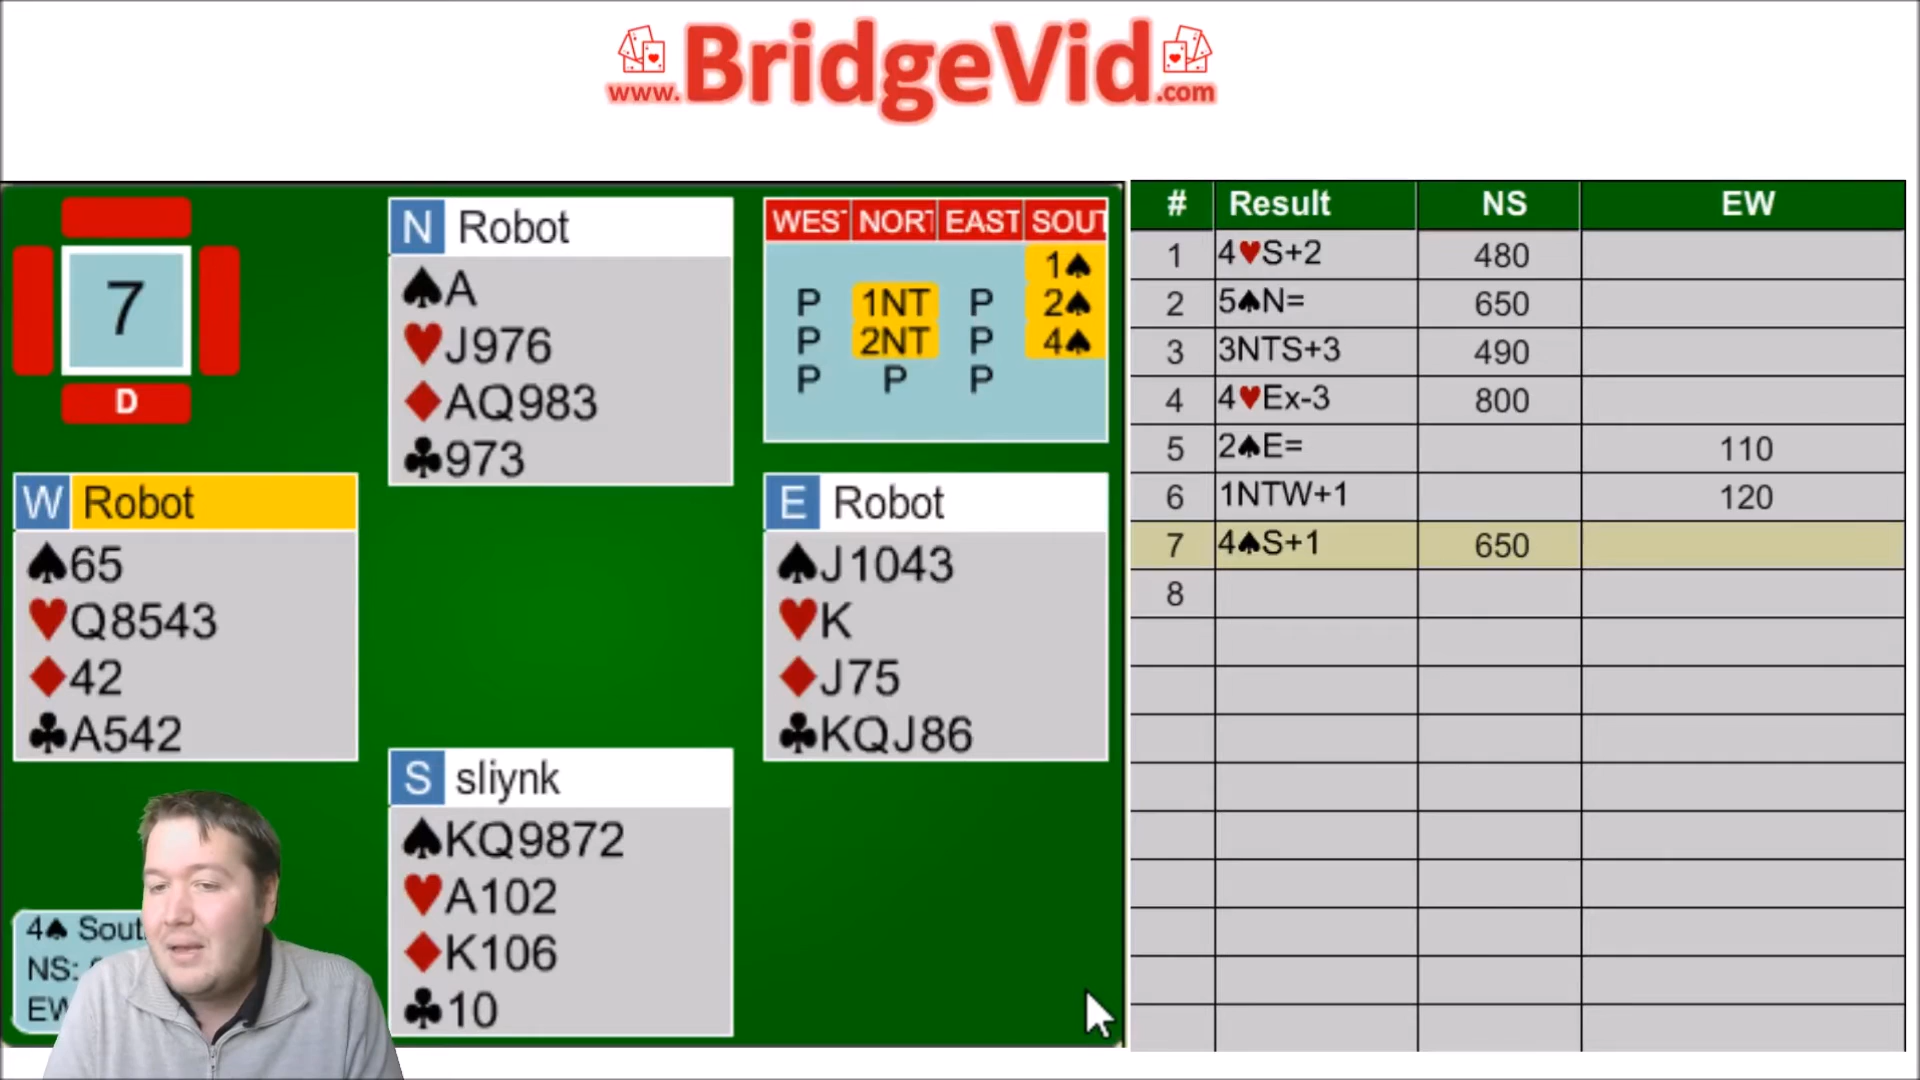 www.BridgeVid.com
7
D
N Robot
♠A
♥J976
♦AQ983
♣973
WEST NORT EAST SOUT
1♠
P 1NT P 2♠
P 2NT P 4♠
P P P
W Robot
♠65
♥Q8543
♦42
♣A542
E Robot
♠J1043
♥K
♦J75
♣KQJ86
S sliynk
♠KQ9872
♥A102
♦K106
♣10
4♠ Sout
NS:
EW
# Result NS EW
1 4♥S+2 480
2 5♠N= 650
3 3NTS+3 490
4 4♥Ex-3 800
5 2♠E= 110
6 1NTW+1 120
7 4♠S+1 650
8